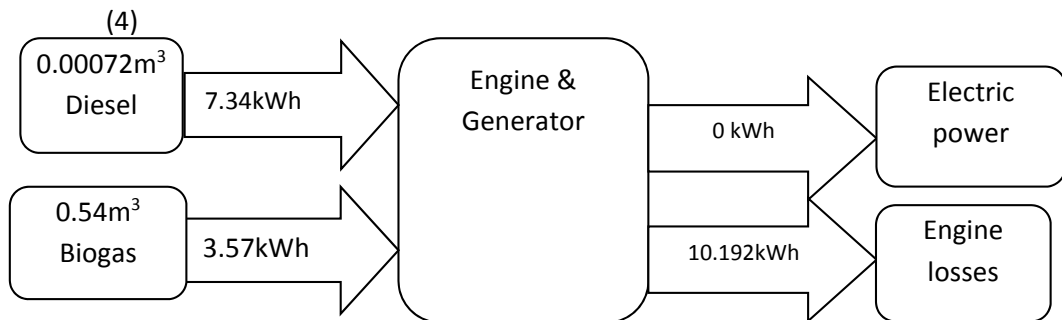 (4)
0.00072m³
Diesel
7.34kWh
Engine &
Generator
0 kWh
Electric
power
0.54m³
Biogas
3.57kWh
10.192kWh
Engine
losses